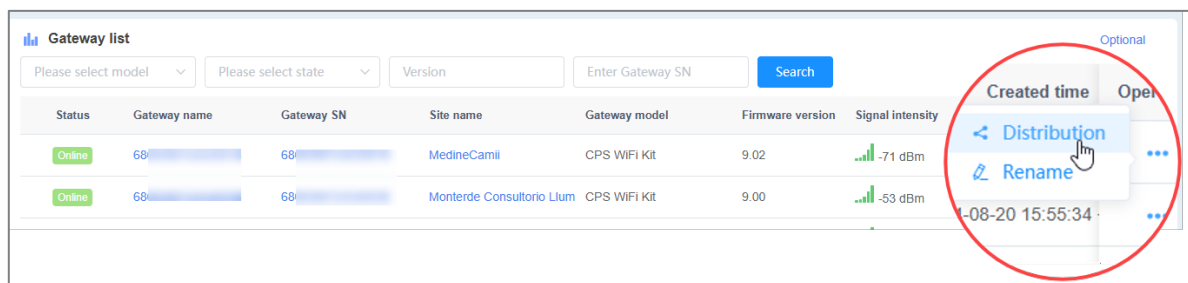 Gateway list
Optional
Please select model Please select state Version Enter Gateway SN Search
Status Gateway name Gateway SN Site name Gateway model Firmware version Signal intensity Created time
Online 68 68 MedineCamii CPS WiFi Kit 9.02 -71 dBm ...
Distribution
Rename
Online 68 68 Monterde Consultorio Llum CPS WiFi Kit 9.00 -53 dBm -08-20 15:55:34 ...